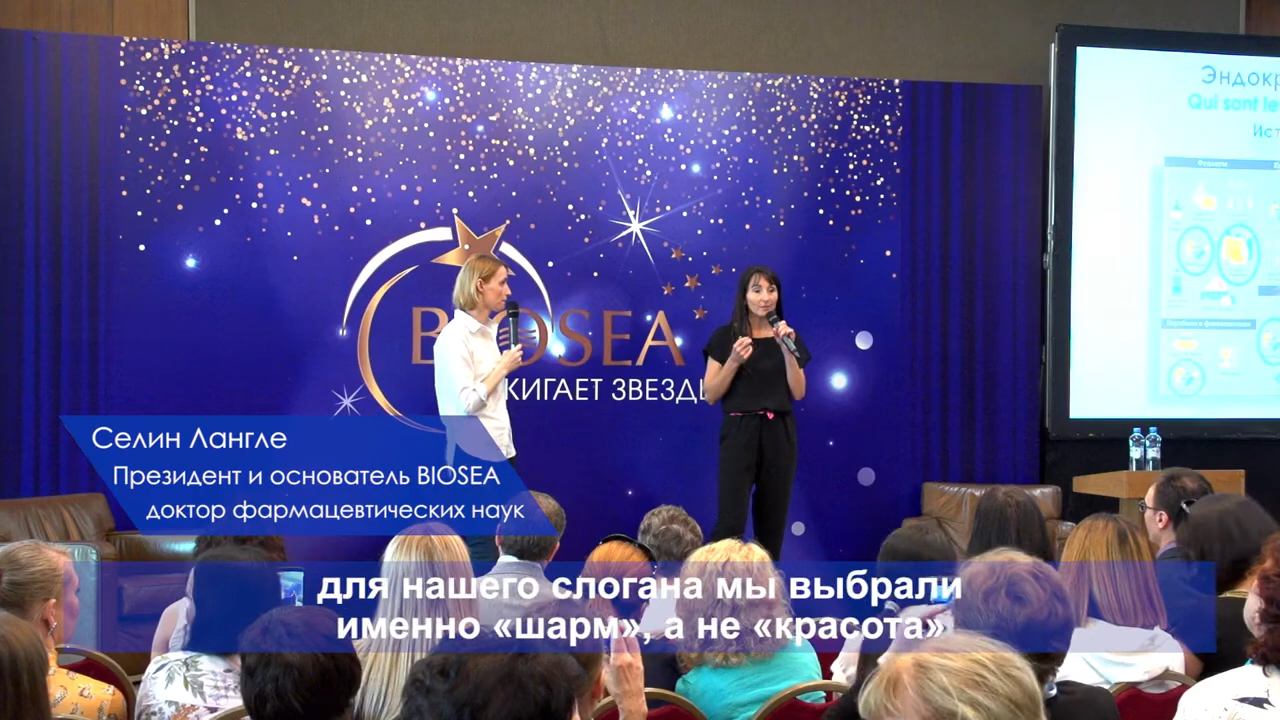 Эндокр
Qui sont le
Ист
BIOSEA
ЖИГАЕТ ЗВЕЗДЫ
Селин Лангле
Президент и основатель BIOSEA
доктор фармацевтических наук
для нашего слогана мы выбрали
именно «шарм», а не «красота»